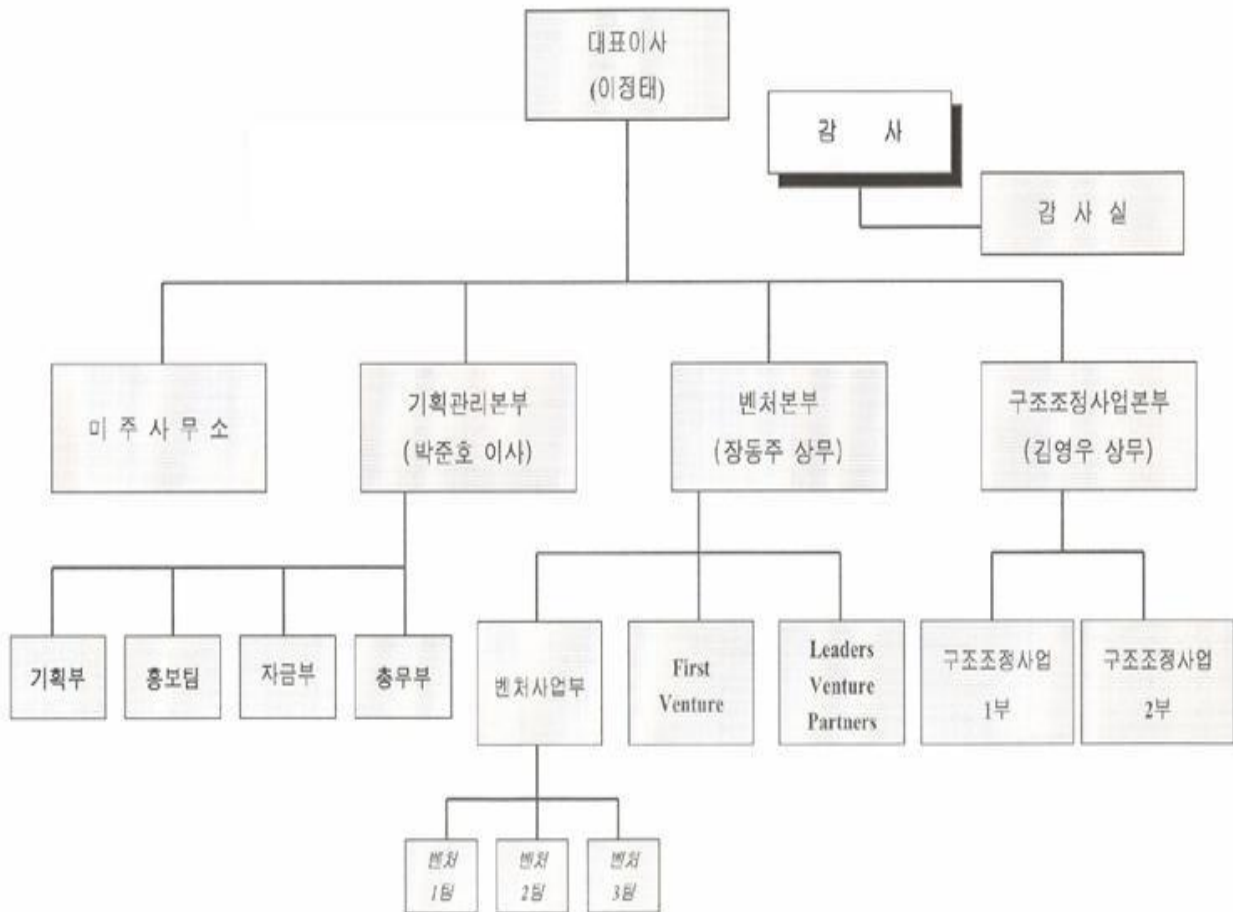 대표이사
(이정태)
감 사
감 사 실
미 주 사 무 소
기획관리본부
(박준호 이사)
벤처본부
(장동주 상무)
구조조정사업본부
(김영우 상무)
기획부
홍보팀
자금부
총무부
벤처사업부
First
Venture
Leaders
Venture
Partners
구조조정사업
1부
구조조정사업
2부
벤처
1팀
벤처
2팀
벤처
3팀